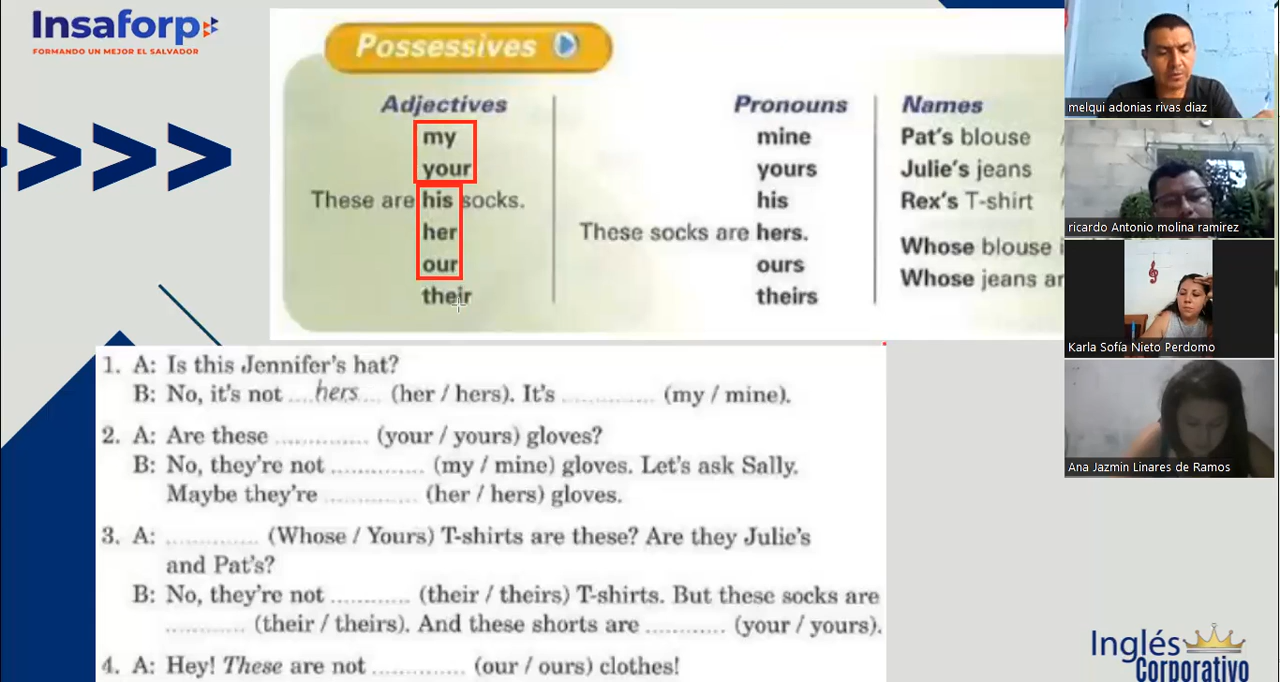 Insaforp
FORMANDO UN MEJOR EL SALVADOR
Possessives
Adjectives Pronouns Names
my mine Pat's blouse
your yours Julie's jeans
These are his socks. his Rex's T-shirt
her These socks are hers.
Whose blouse
our ours
Whose jeans
their theirs
1. A: Is this Jennifer's hat?
B: No, it's not ....hers.... (her / hers). It's .............. (my / mine).
2. A: Are these .............. (your / yours) gloves?
B: No, they're not .............. (my / mine) gloves. Let's ask Sally.
Maybe they're .............. (her / hers) gloves.
3. A: .............. (Whose / Yours) T-shirts are these? Are they Julie's
and Pat's?
B: No, they're not ............ (their / theirs) T-shirts. But these socks are
............ (their / theirs). And these shorts are ............ (your / yours).
4. A: Hey! These are not .............. (our / ours) clothes!
melqui adonias rivas diaz
ricardo Antonio molina ramirez
Karla Sofía Nieto Perdomo
Ana Jazmin Linares de Ramos
Inglés
Corporativo